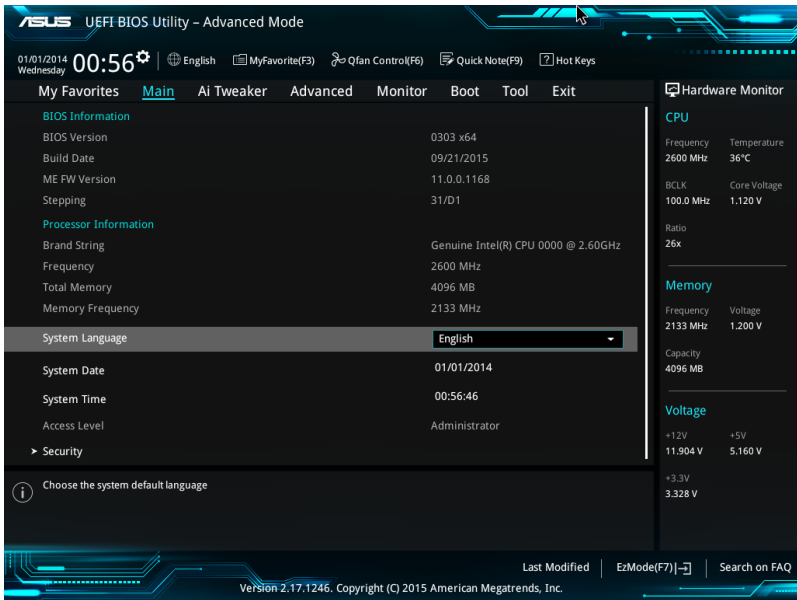 ASUS UEFI BIOS Utility – Advanced Mode
01/01/2014 Wednesday 00:56 English MyFavorite(F3) Qfan Control(F6) Quick Note(F9) ? Hot Keys
My Favorites Main Ai Tweaker Advanced Monitor Boot Tool Exit
BIOS Information
BIOS Version 0303 x64
Build Date 09/21/2015
ME FW Version 11.0.0.1168
Stepping 31/D1
Processor Information
Brand String Genuine Intel(R) CPU 0000 @ 2.60GHz
Frequency 2600 MHz
Total Memory 4096 MB
Memory Frequency 2133 MHz
System Language English
System Date 01/01/2014
System Time 00:56:46
Access Level Administrator
Security
Choose the system default language
Hardware Monitor
CPU
Frequency Temperature
2600 MHz 36°C
BCLK Core Voltage
100.0 MHz 1.120 V
Ratio
26x
Memory
Frequency Voltage
2133 MHz 1.200 V
Capacity
4096 MB
Voltage
+12V +5V
11.904 V 5.160 V
+3.3V
3.328 V
Last Modified EzMode(F7) Search on FAQ
Version 2.17.1246. Copyright (C) 2015 American Megatrends, Inc.